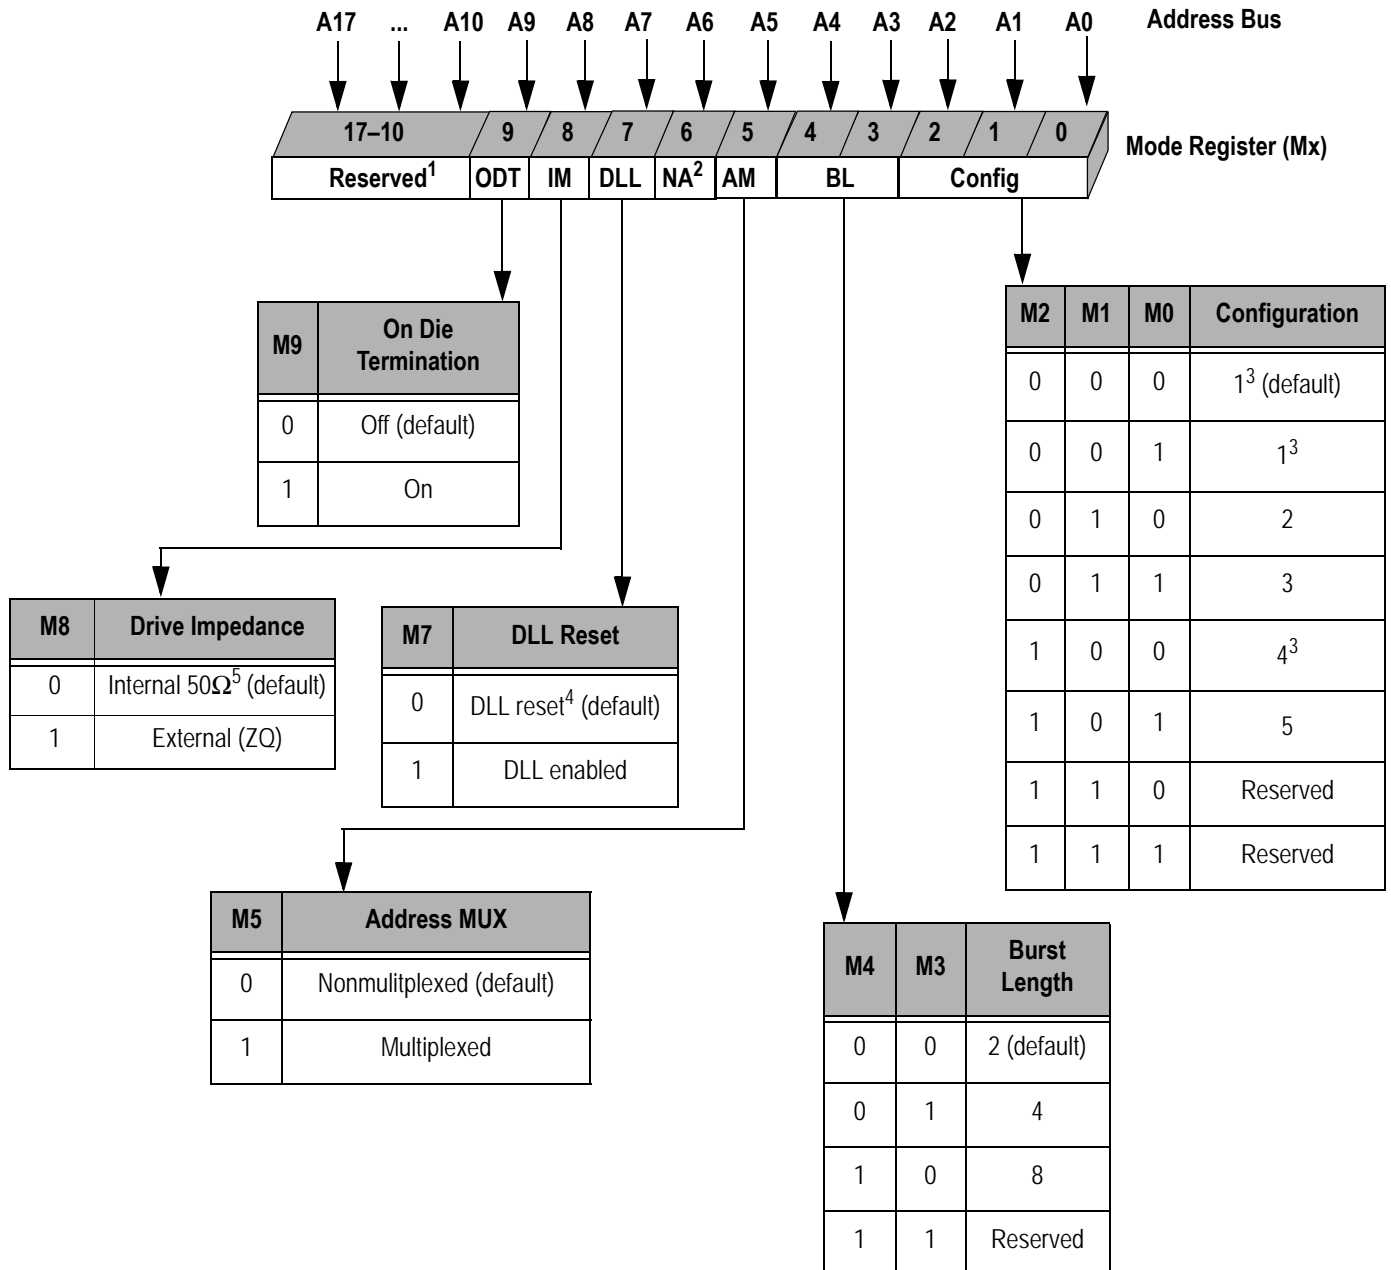 A17 ... A10 A9 A8 A7 A6 A5 A4 A3 A2 A1 A0 Address Bus
17–10 9 8 7 6 5 4 3 2 1 0
Mode Register (Mx)
Reserved1 ODT IM DLL NA2 AM BL Config
M9 On Die Termination
0 Off (default)
1 On
M2 M1 M0 Configuration
0 0 0 13 (default)
0 0 1 13
0 1 0 2
0 1 1 3
1 0 0 43
1 0 1 5
1 1 0 Reserved
1 1 1 Reserved
M8 Drive Impedance
0 Internal 50Ω5 (default)
1 External (ZQ)
M7 DLL Reset
0 DLL reset4 (default)
1 DLL enabled
M5 Address MUX
0 Nonmulitplexed (default)
1 Multiplexed
M4 M3 Burst Length
0 0 2 (default)
0 1 4
1 0 8
1 1 Reserved